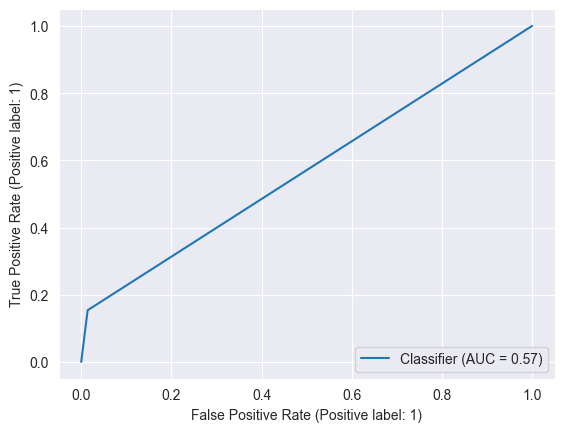 1.0
0.8
0.6
0.4
0.2
0.0
True Positive Rate (Positive label: 1)
Classifier (AUC = 0.57)
0.0 0.2 0.4 0.6 0.8 1.0
False Positive Rate (Positive label: 1)